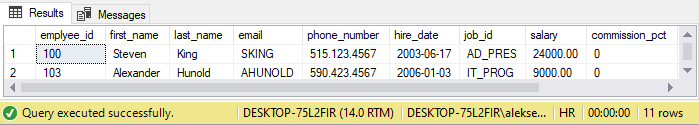 Results Messages
emplyee_id first_name last_name email phone_number hire_date job_id salary commission_pct
1 100 Steven King SKING 515.123.4567 2003-06-17 AD_PRES 24000.00 0
2 103 Alexander Hunold AHUNOLD 590.423.4567 2006-01-03 IT_PROG 9000.00 0
Query executed successfully. DESKTOP-75L2FIR (14.0 RTM) DESKTOP-75L2FIR\alekse... HR 00:00:00 11 rows